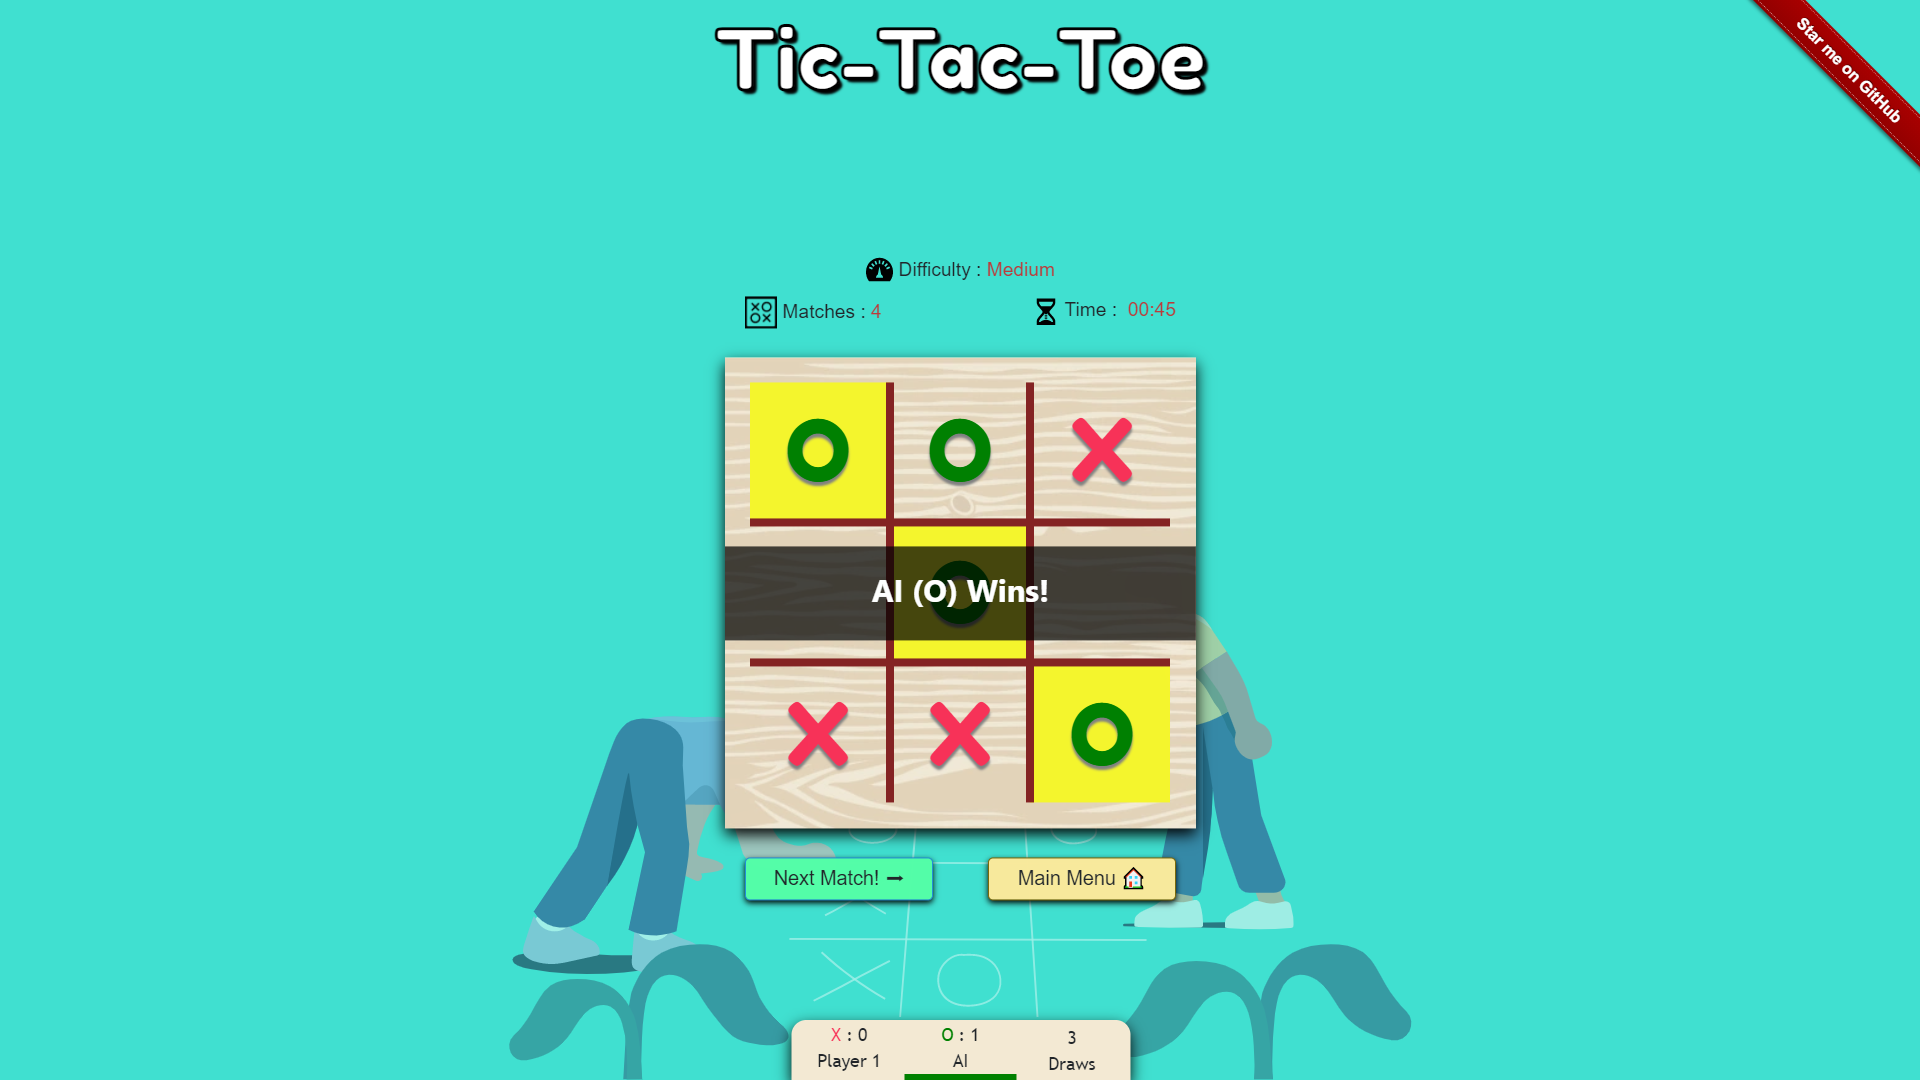 Tic-Tac-Toe
Star me on GitHub
Difficulty : Medium
Matches : 4
Time : 00:45
AI (O) Wins!
Next Match! ➞
Main Menu
X : 0
O : 1
3
Player 1
AI
Draws